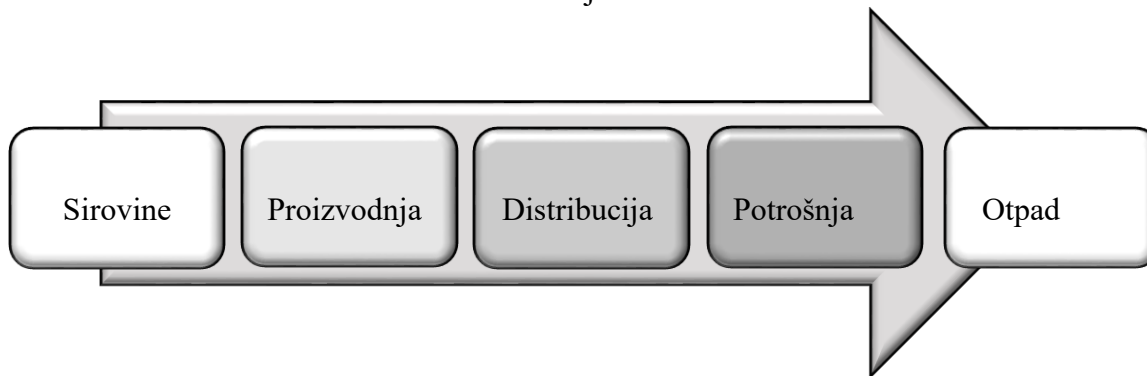 Sirovine
Proizvodnja
Distribucija
Potrošnja
Otpad